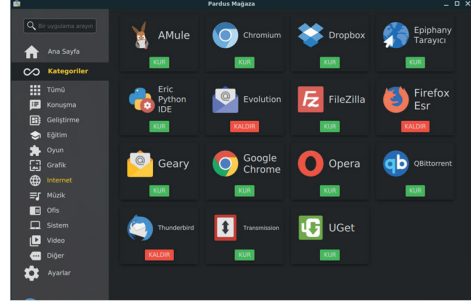 Pardus Mağaza
Bir uygulama arayın
Ana Sayfa
Kategoriler
Tümü
Konuşma
Geliştirme
Eğitim
Oyun
Grafik
Internet
Müzik
Ofis
Sistem
Video
Diğer
Ayarlar
AMule
KUR
Chromium
KUR
Dropbox
KUR
Epiphany
Tarayıcı
KUR
Eric
Python
IDE
KUR
Evolution
KALDIR
FileZilla
KUR
Firefox
Esr
KALDIR
Geary
KUR
Google
Chrome
KUR
Opera
KUR
QBittorrent
KUR
Thunderbird
KALDIR
Transmission
KUR
UGet
KUR